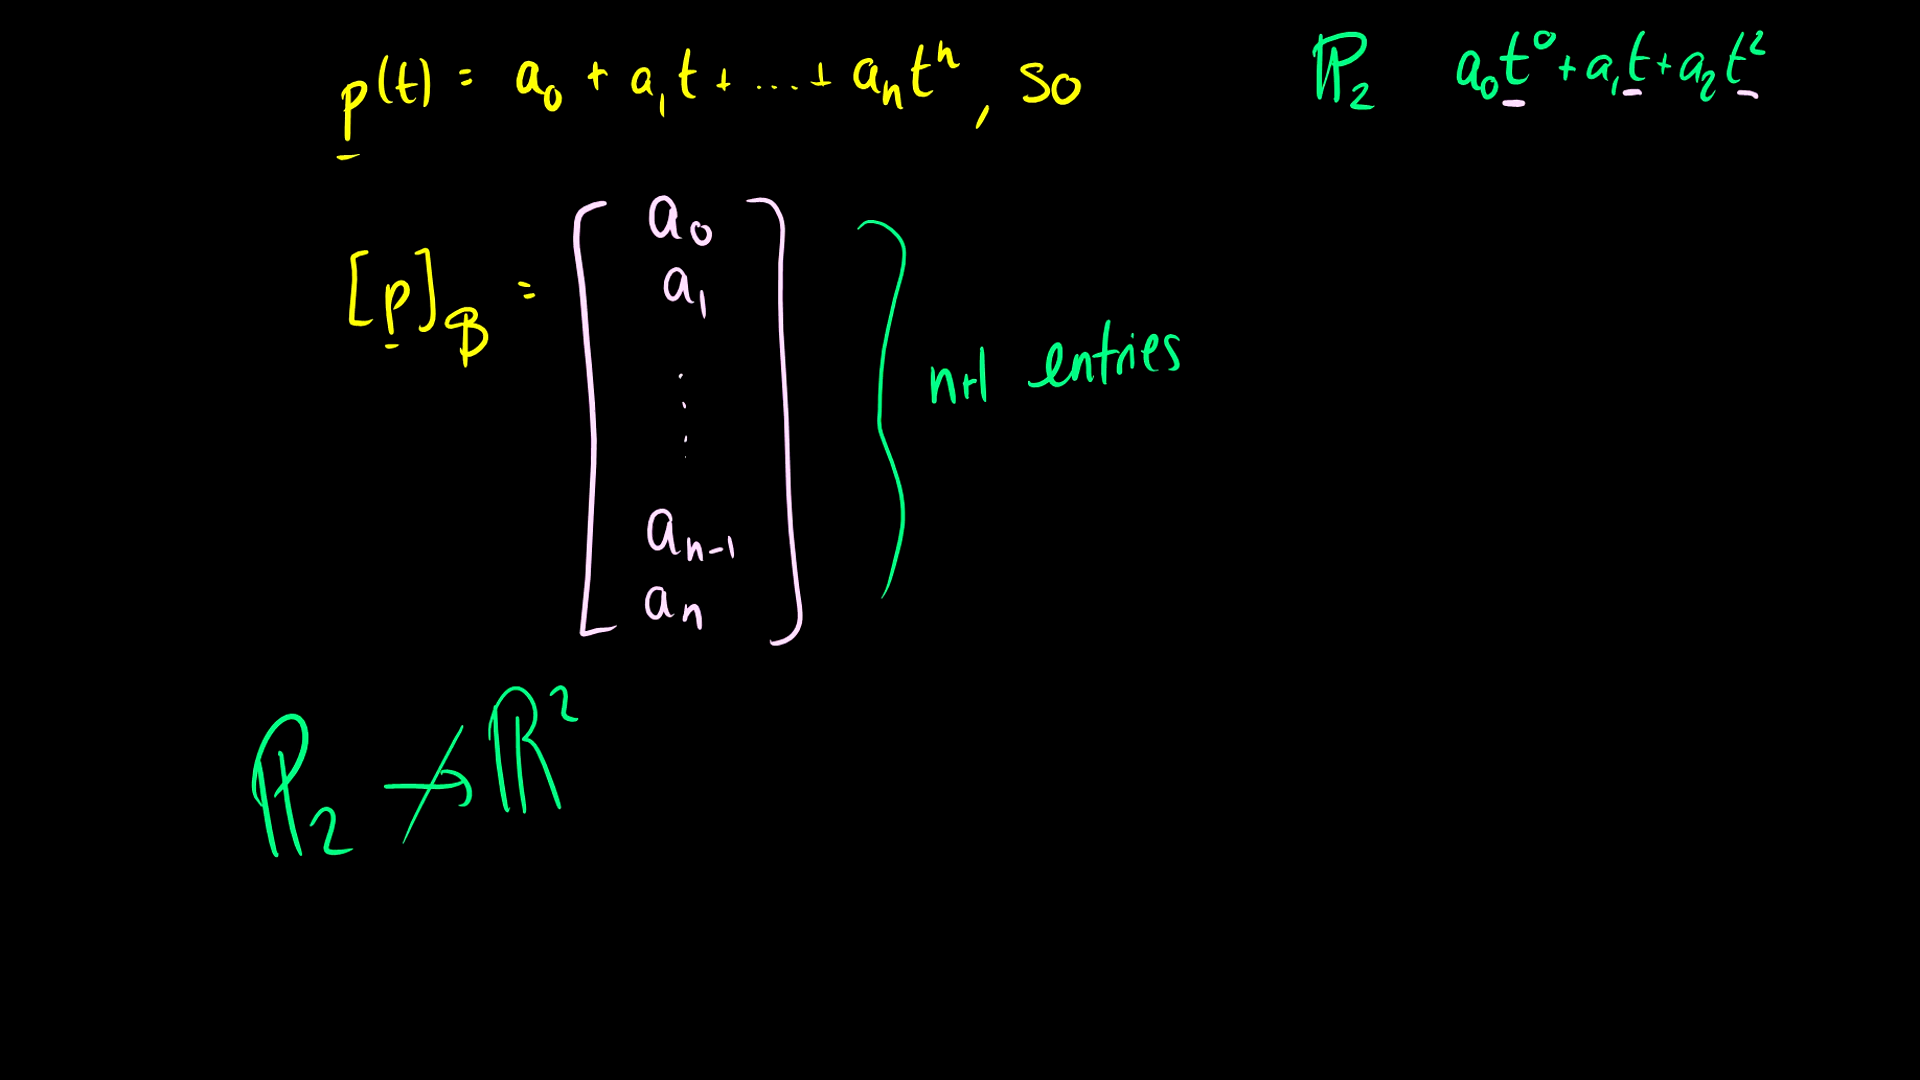 p(t) = a₀ + a₁t + ... + aₙtⁿ, so
ℙ₂ a₀t⁰ + a₁t + a₂t²
[p]_𝔅 = [ a₀
a₁
⋮
aₙ₋₁
aₙ ]
n+1 entries
ℙ₂ ↛ ℝ²